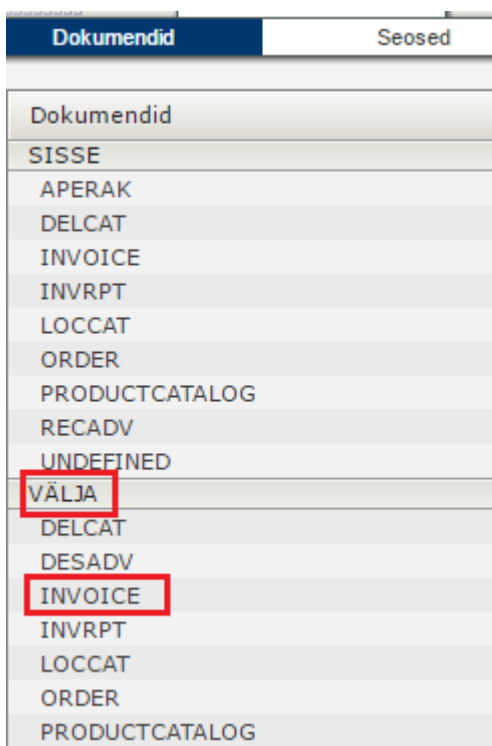 Dokumendid Seosed
Dokumendid
SISSE
APERAK
DELCAT
INVOICE
INVRPT
LOCCAT
ORDER
PRODUCTCATALOG
RECADV
UNDEFINED
VÄLJA
DELCAT
DESADV
INVOICE
INVRPT
LOCCAT
ORDER
PRODUCTCATALOG